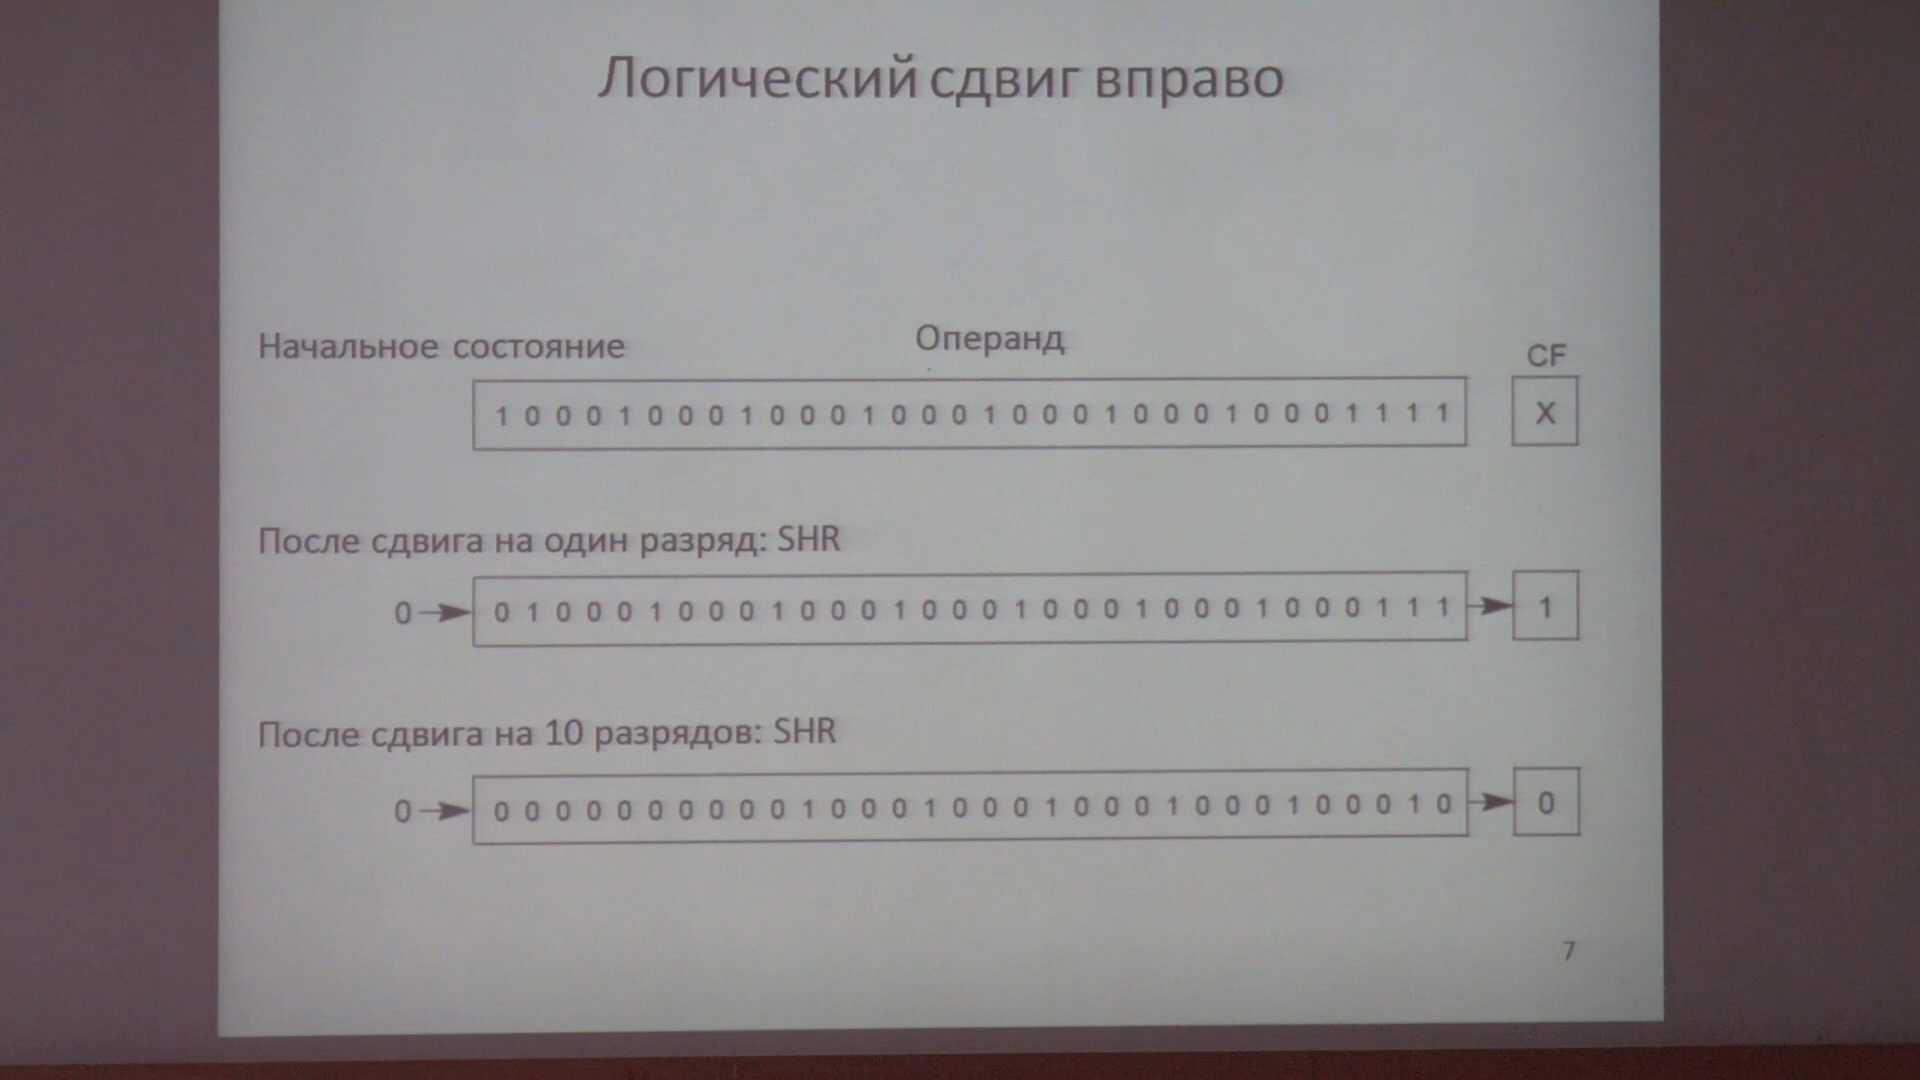 Логический сдвиг вправо
Начальное состояние Операнд CF
1 0 0 0 1 0 0 0 1 0 0 0 1 0 0 0 1 0 0 0 1 0 0 0 1 0 0 0 1 1 1 1 X
После сдвига на один разряд: SHR
0 0 1 0 0 0 1 0 0 0 1 0 0 0 1 0 0 0 1 0 0 0 1 0 0 0 1 0 0 0 1 1 1 1
После сдвига на 10 разрядов: SHR
0 0 0 0 0 0 0 0 0 0 0 1 0 0 0 1 0 0 0 1 0 0 0 1 0 0 0 1 0 0 0 1 0 0
7